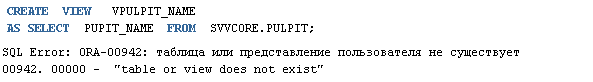 CREATE VIEW VPULPIT_NAME
AS SELECT PUPIT_NAME FROM SVVCORE.PULPIT;
SQL Error: ORA-00942: таблица или представление пользователя не существует
00942. 00000 - "table or view does not exist"